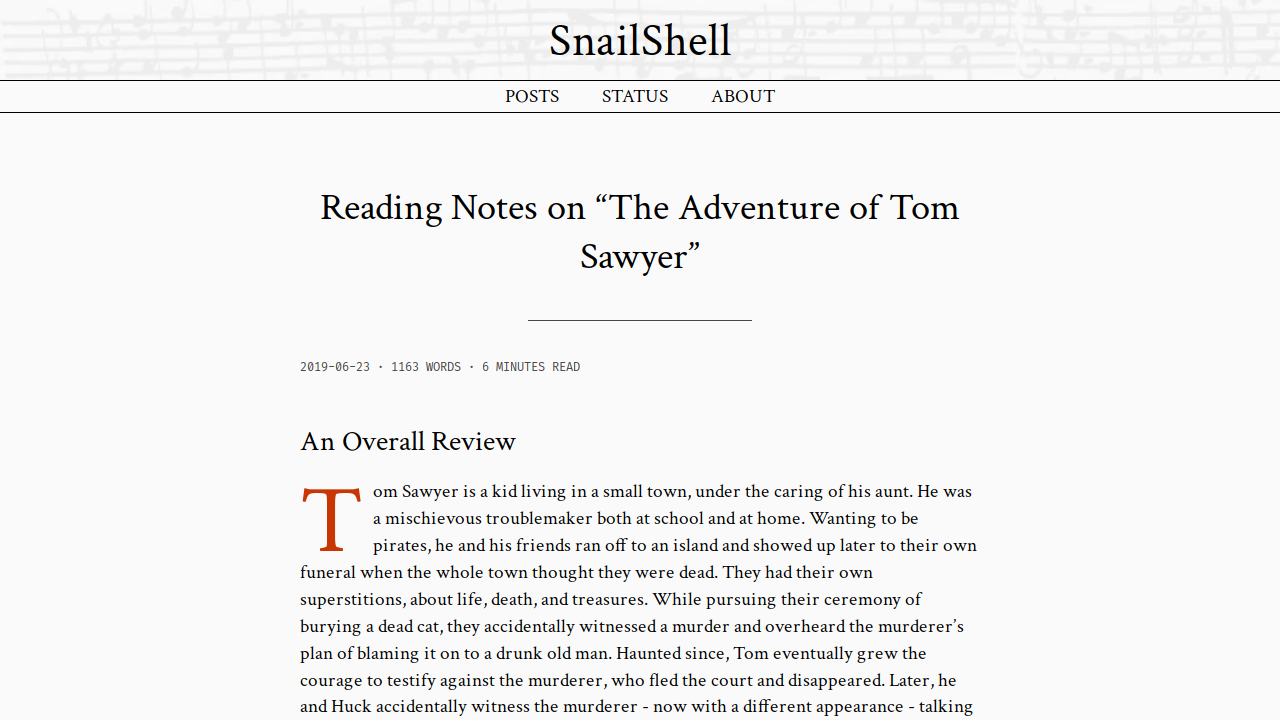 SnailShell
POSTS STATUS ABOUT
Reading Notes on “The Adventure of Tom
Sawyer”
2019-06-23 · 1163 WORDS · 6 MINUTES READ
An Overall Review
Tom Sawyer is a kid living in a small town, under the caring of his aunt. He was
a mischievous troublemaker both at school and at home. Wanting to be
pirates, he and his friends ran off to an island and showed up later to their own
funeral when the whole town thought they were dead. They had their own
superstitions, about life, death, and treasures. While pursuing their ceremony of
burying a dead cat, they accidentally witnessed a murder and overheard the murderer’s
plan of blaming it on to a drunk old man. Haunted since, Tom eventually grew the
courage to testify against the murderer, who fled the court and disappeared. Later, he
and Huck accidentally witness the murderer - now with a different appearance - talking